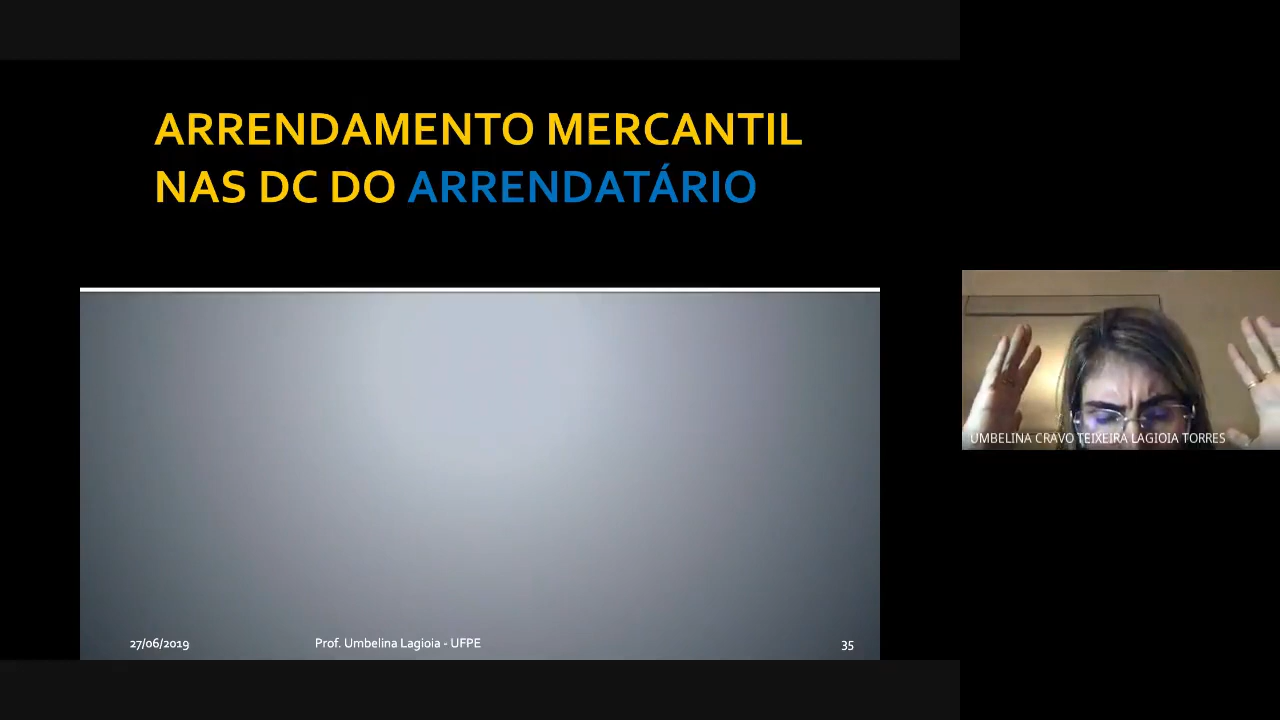 ARRENDAMENTO MERCANTIL
NAS DC DO ARRENDATÁRIO
UMBELINA CRAVO TEIXEIRA LAGIOIA TORRES
27/06/2019
Prof. Umbelina Lagioia - UFPE
35